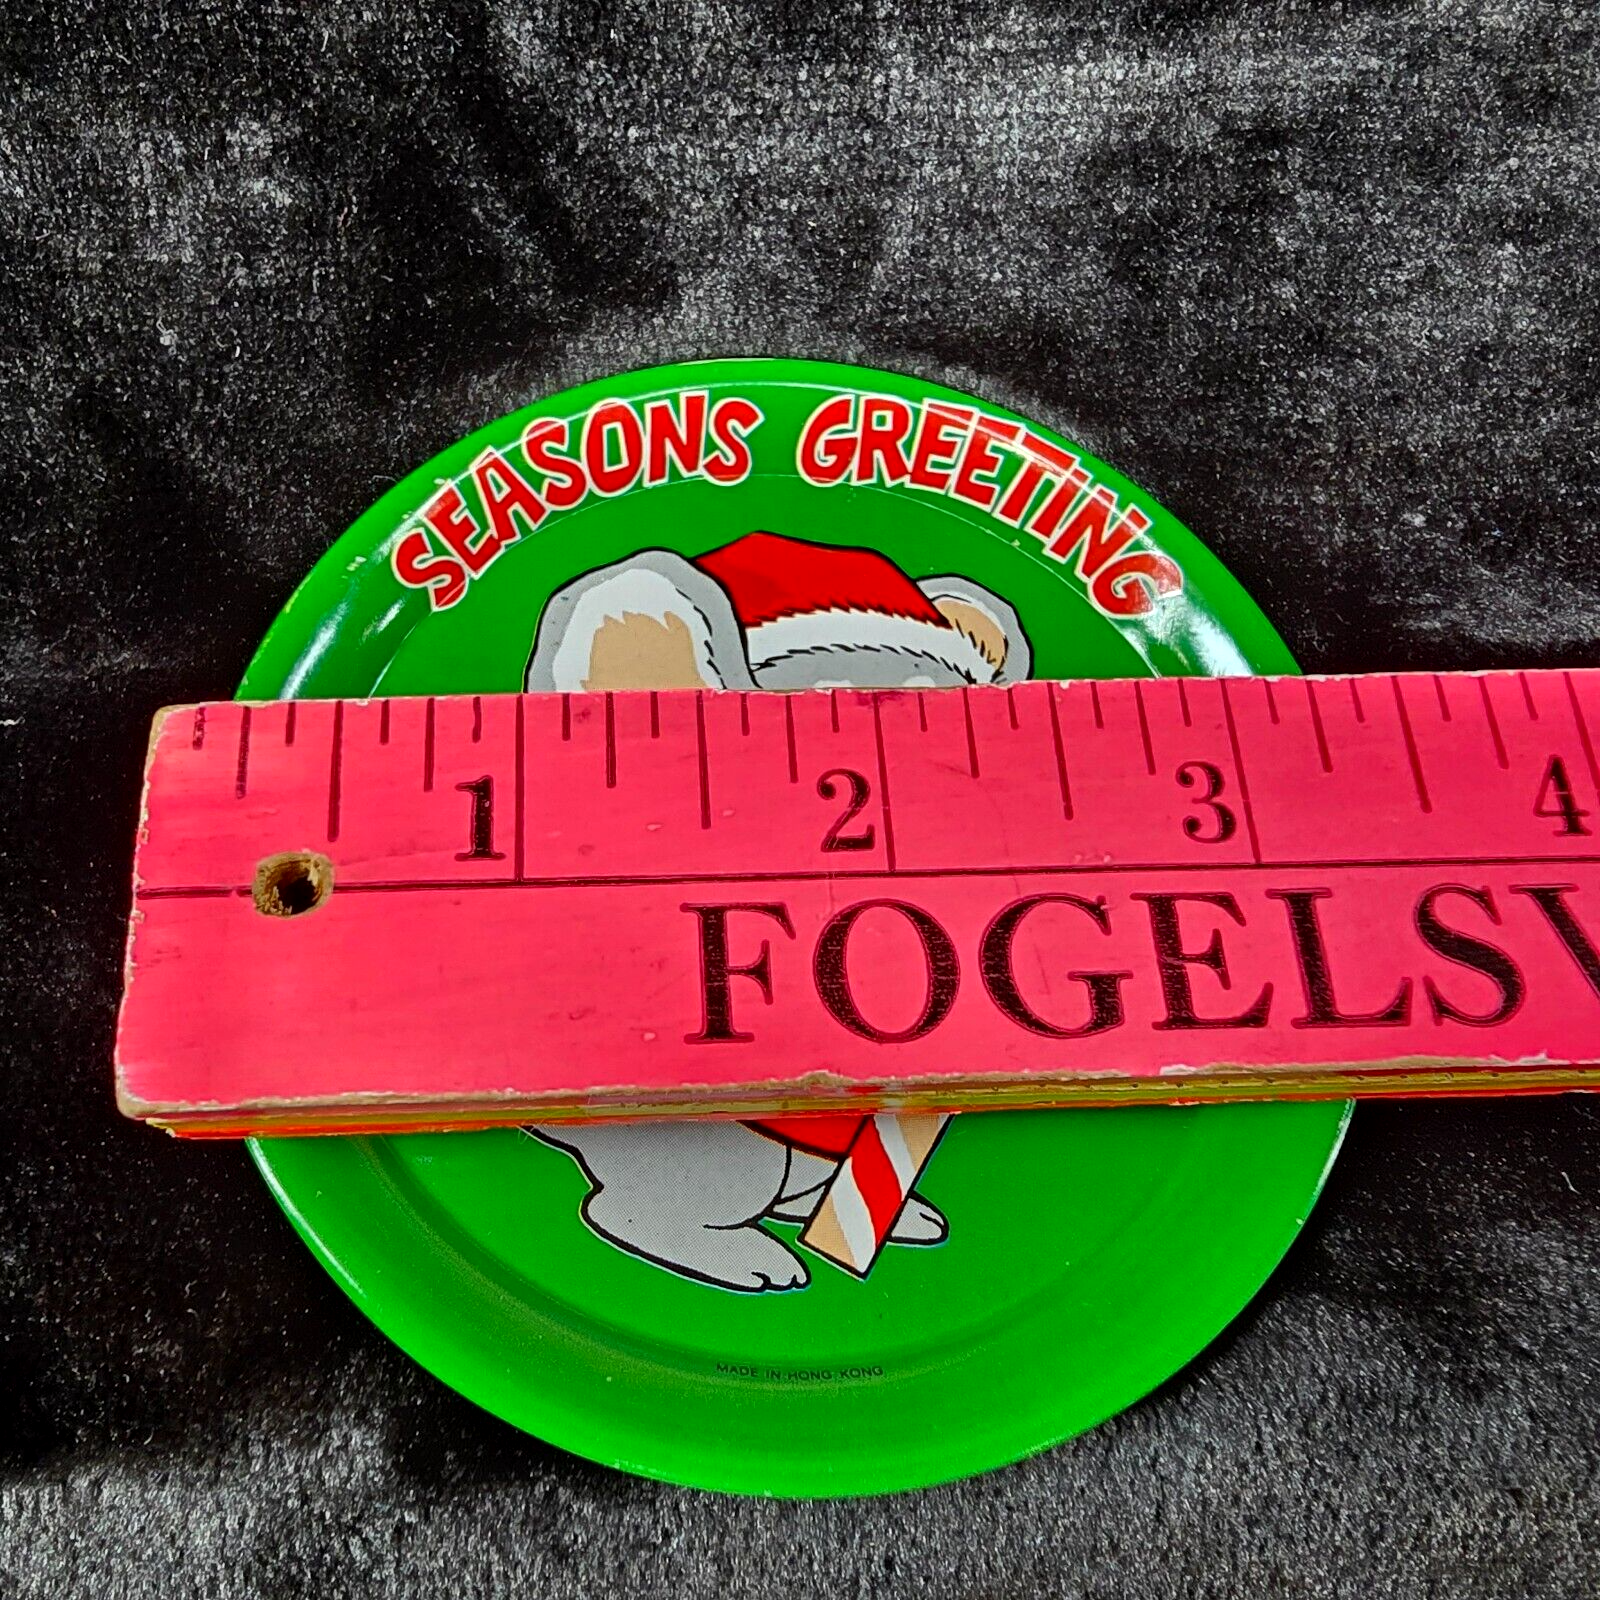 SEASONS GREETING
1 2 3 4
FOGELSV
MADE IN HONG KONG